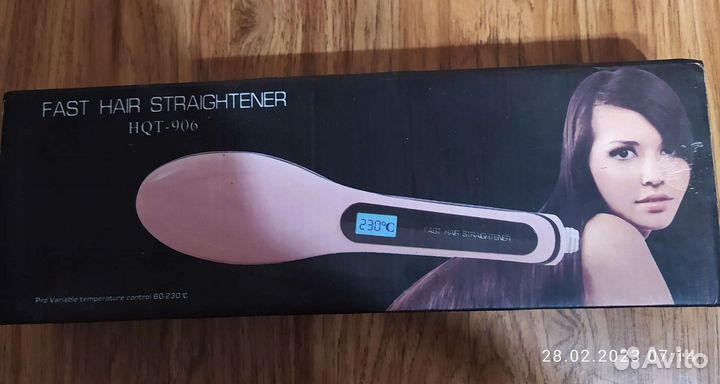 FAST HAIR STRAIGHTENER
HQT-906
230°C
FAST HAIR STRAIGHTENER
Pro Variable temperature control 60-230°C
28.02.2023 07:14
Avito